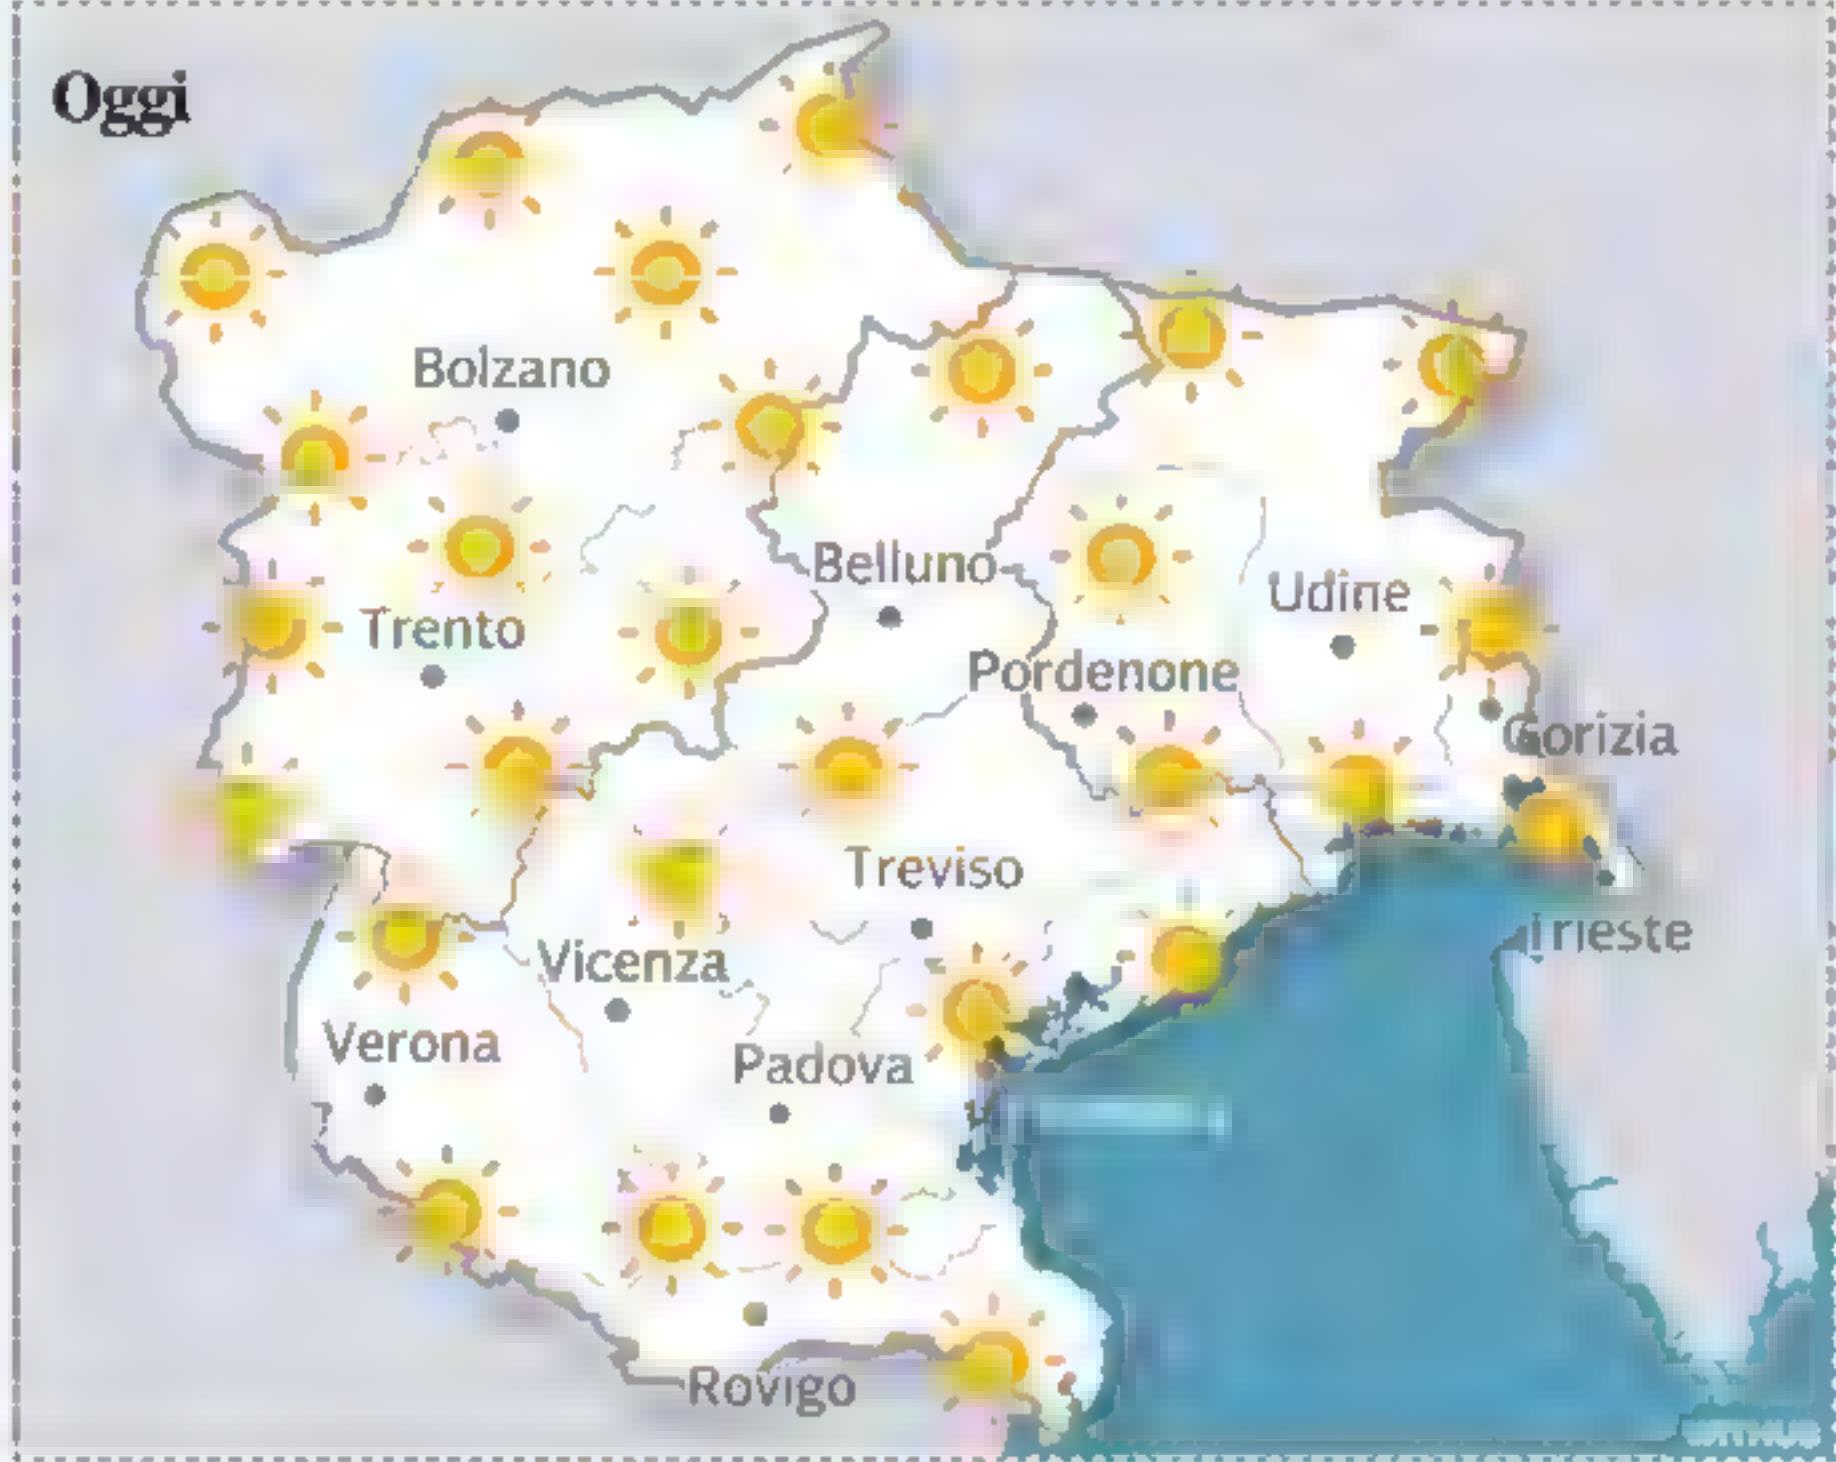 Oggi
Bolzano
Belluno
Udine
Trento
Pordenone
Gorizia
Treviso
Trieste
Vicenza
Verona
Padova
Rovigo